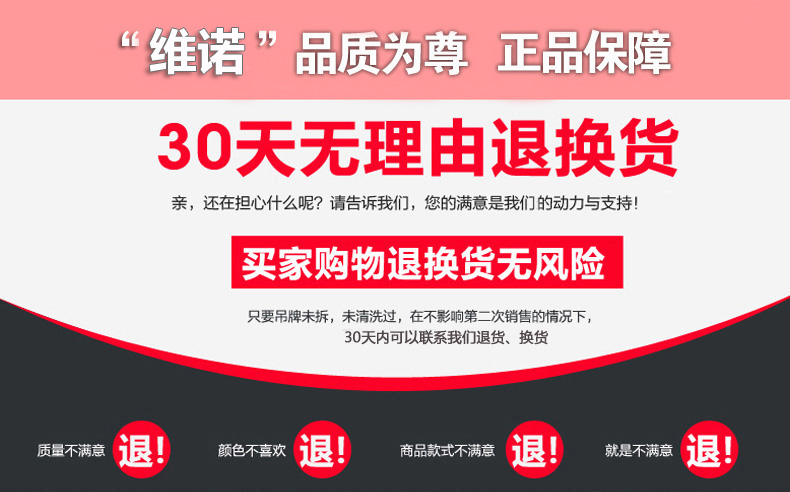 “维诺”品质为尊 正品保障
30天无理由退换货
亲，还在担心什么呢？请告诉我们，您的满意是我们的动力与支持！
买家购物退换货无风险
只要吊牌未拆，未清洗过，在不影响第二次销售的情况下，
30天内可以联系我们退货、换货
质量不满意 退! 颜色不喜欢 退! 商品款式不满意 退! 就是不满意 退!